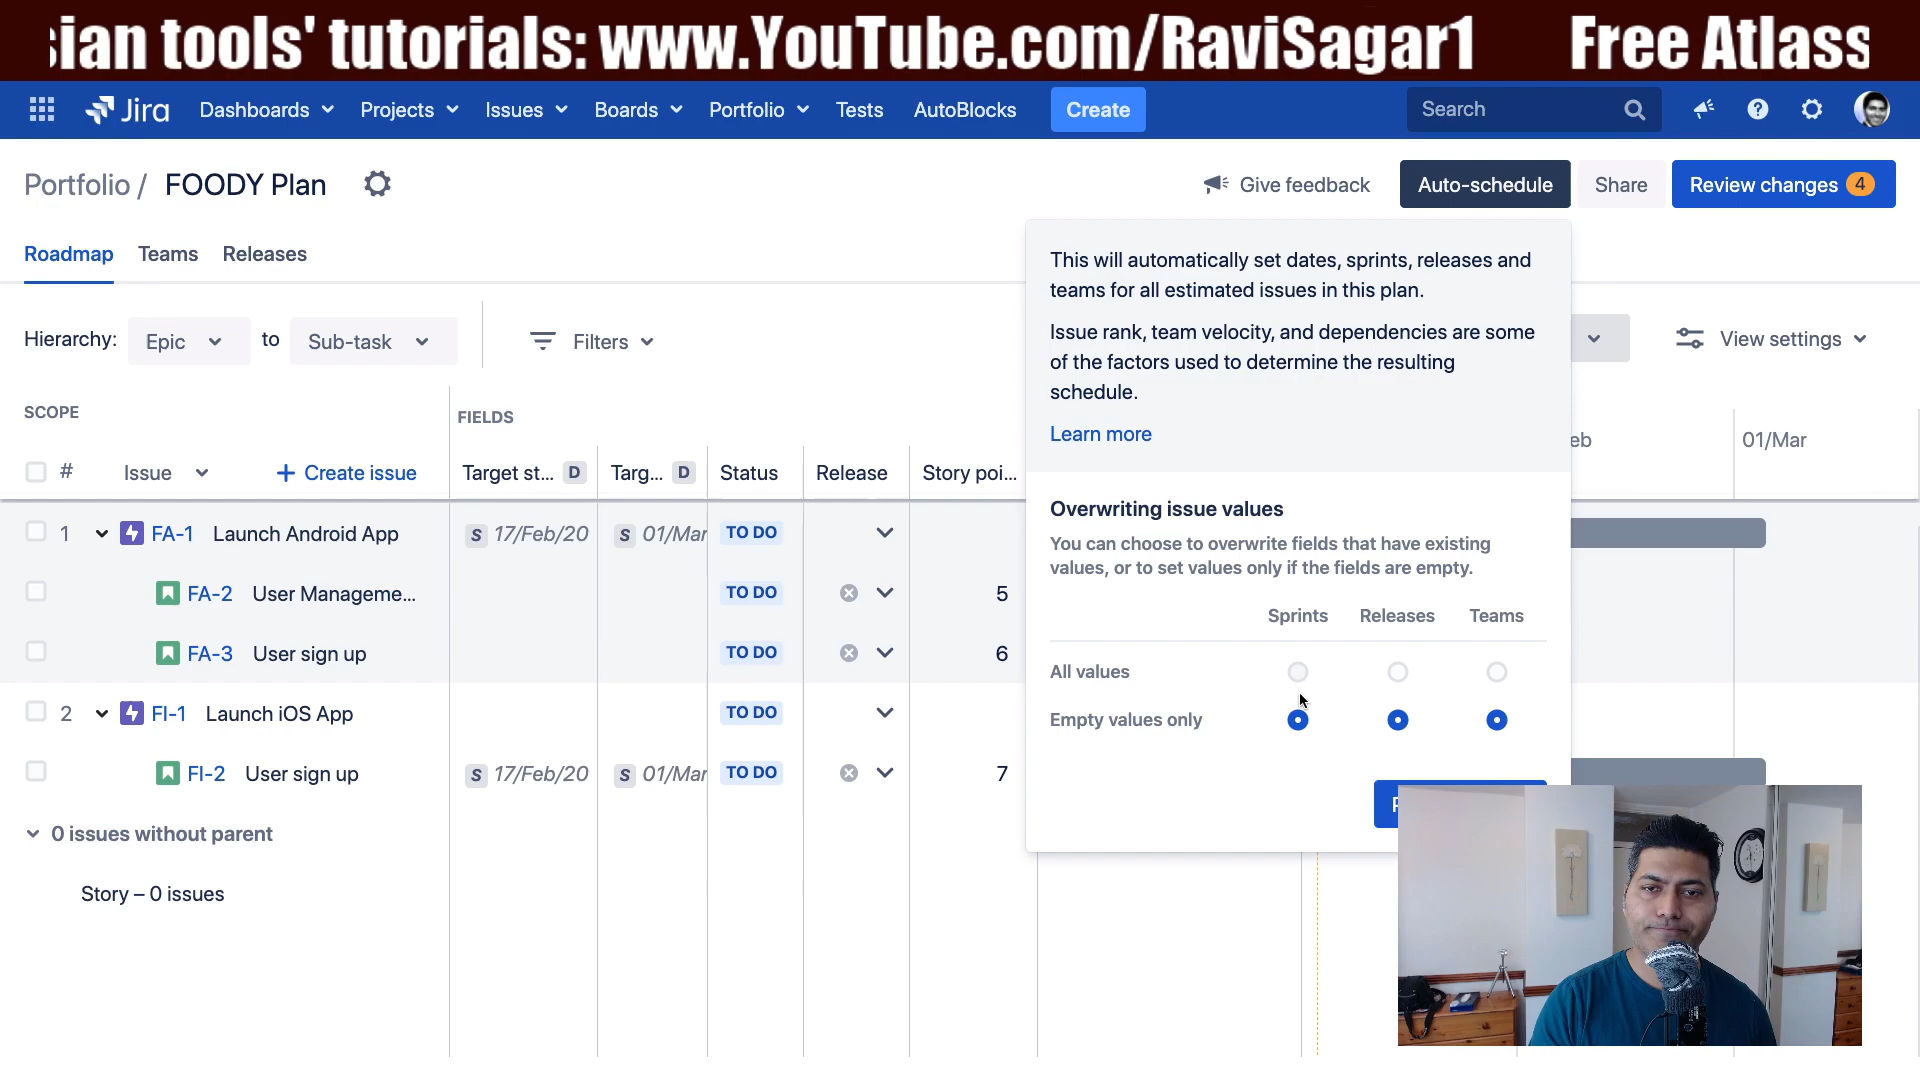 sian tools' tutorials: www.YouTube.com/RaviSagar1 Free Atlass
Jira Dashboards Projects Issues Boards Portfolio Tests AutoBlocks Create Search
Portfolio / FOODY Plan Give feedback Auto-schedule Share Review changes 4
Roadmap Teams Releases
This will automatically set dates, sprints, releases and
teams for all estimated issues in this plan.
Issue rank, team velocity, and dependencies are some
of the factors used to determine the resulting
schedule.
Learn more
Hierarchy: Epic to Sub-task Filters View settings
SCOPE FIELDS
eb 01/Mar
# Issue + Create issue Target st... D Targ... D Status Release Story poi...
Overwriting issue values
You can choose to overwrite fields that have existing
values, or to set values only if the fields are empty.
Sprints Releases Teams
All values
Empty values only
1 FA-1 Launch Android App S 17/Feb/20 S 01/Mar TO DO
FA-2 User Manageme... TO DO 5
FA-3 User sign up TO DO 6
2 FI-1 Launch iOS App TO DO
FI-2 User sign up S 17/Feb/20 S 01/Mar TO DO 7
0 issues without parent
Story – 0 issues